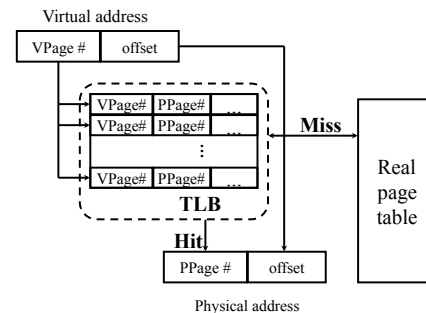 Virtual address
VPage # offset
VPage# PPage# ...
VPage# PPage# ...
⋮
VPage# PPage# ...
TLB
Miss
Real
page
table
Hit
PPage # offset
Physical address